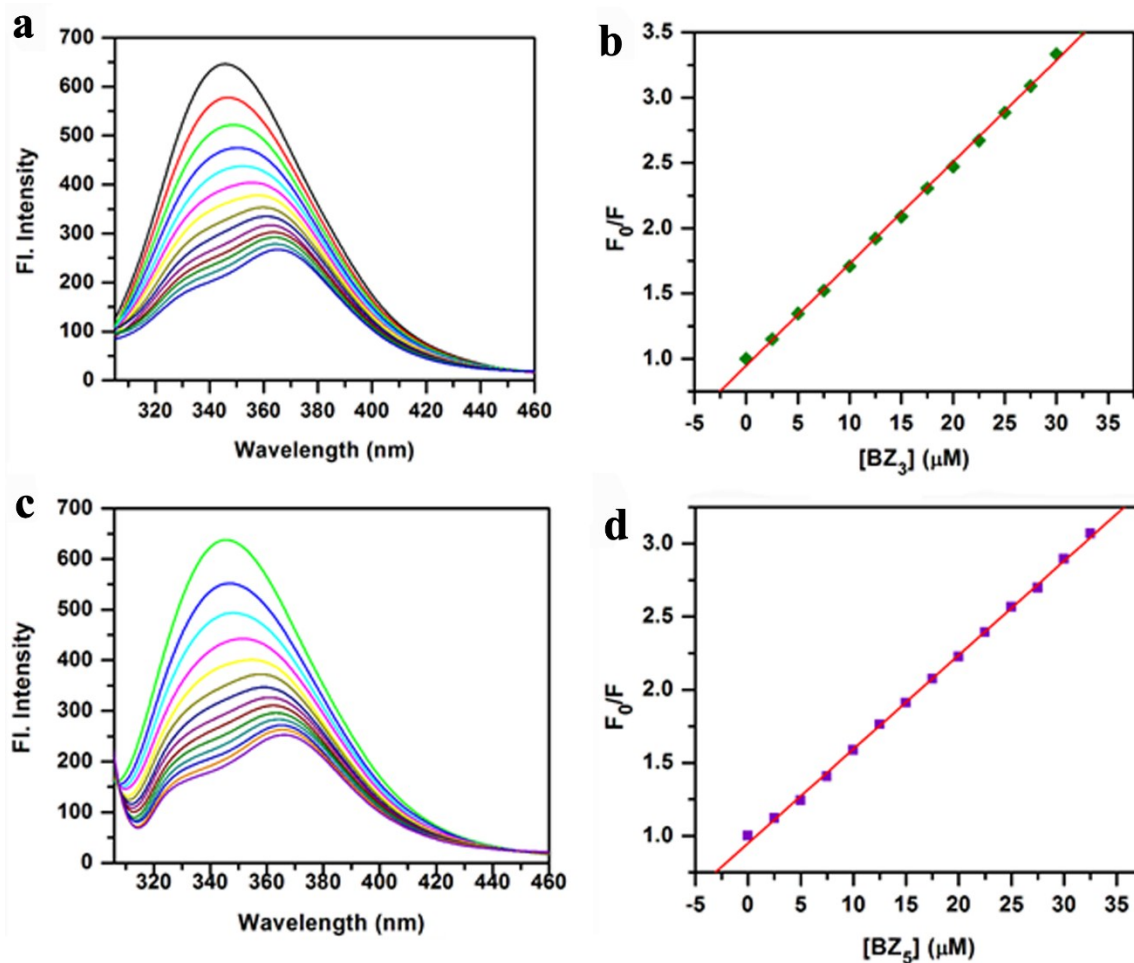 a
700
600
500
400
300
200
100
0
Fl. Intensity
320 340 360 380 400 420 440 460
Wavelength (nm)
b
3.5
3.0
2.5
2.0
1.5
1.0
F₀/F
-5 0 5 10 15 20 25 30 35
[BZ₃] (μM)
c
700
600
500
400
300
200
100
0
Fl. Intensity
320 340 360 380 400 420 440 460
Wavelength (nm)
d
3.0
2.5
2.0
1.5
1.0
F₀/F
-5 0 5 10 15 20 25 30 35
[BZ₅] (μM)